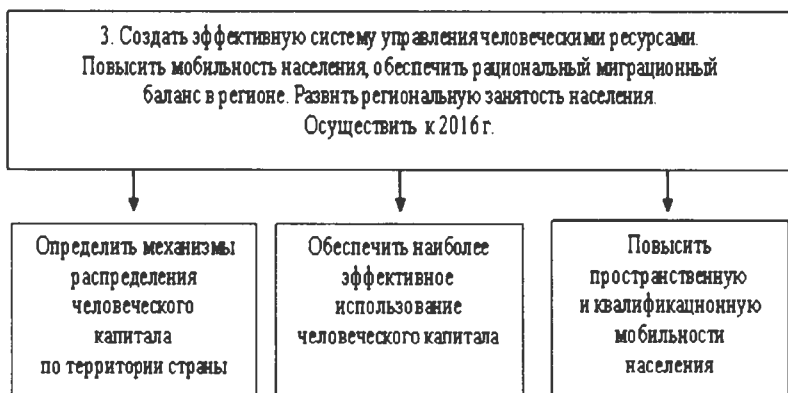 3. Создать эффективную систему управления человеческими ресурсами.
Повысить мобильность населения, обеспечить рациональный миграционный
баланс в регионе. Развить региональную занятость населения.
Осуществить к 2016 г.
Определить механизмы
распределения
человеческого
капитала
по территории страны
Обеспечить наиболее
эффективное
использование
человеческого капитала
Повысить
пространственную
и квалификационную
мобильности
населения